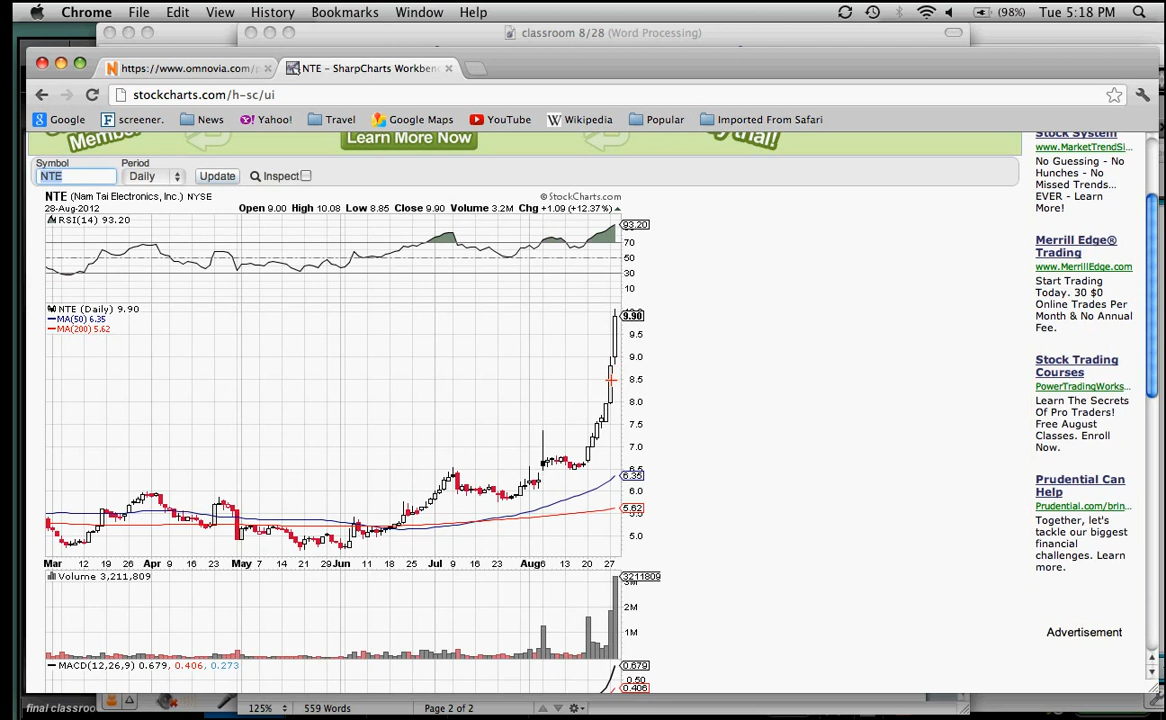 Chrome File Edit View History Bookmarks Window Help (98%) Tue 5:18 PM
classroom 8/28 (Word Processing)
https://www.omnovia.com/ NTE – SharpCharts Workben
stockcharts.com/h-sc/ui
Google screener. News Yahoo! Travel Google Maps YouTube Wikipedia Popular Imported From Safari
Member Learn More Now
Symbol Period
NTE Daily Update Inspect
NTE (Nam Tai Electronics, Inc.) NYSE © StockCharts.com
28-Aug-2012 Open 9.00 High 10.08 Low 8.85 Close 9.90 Volume 3.2M Chg +1.09 (+12.37%)
RSI(14) 93.20
93.20
70
50
30
10
NTE (Daily) 9.90
MA(50) 6.35
MA(200) 5.62
9.90
9.5
9.0
8.5
8.0
7.5
7.0
6.5
6.35
6.0
5.62
5.5
5.0
Mar 12 19 26 Apr 9 16 23 May 7 14 21 29 Jun 11 18 25 Jul 9 16 23 Aug 6 13 20 27
Volume 3,211,809
3211809
3M
2M
1M
MACD(12,26,9) 0.679, 0.406, 0.273
0.679
0.50
0.406
Stock System
www.MarketTrendSi...
No Guessing - No
Hunches - No
Missed Trends...
EVER - Learn
More!
Merrill Edge®
Trading
www.MerrillEdge.com
Start Trading
Today. 30 $0
Online Trades Per
Month & No Annual
Fee.
Stock Trading
Courses
PowerTradingWorks...
Learn The Secrets
Of Pro Traders!
Free August
Classes. Enroll
Now.
Prudential Can
Help
Prudential.com/brin...
Together, let's
tackle our biggest
financial
challenges. Learn
more.
Advertisement
final classroo 125% 559 Words Page 2 of 2